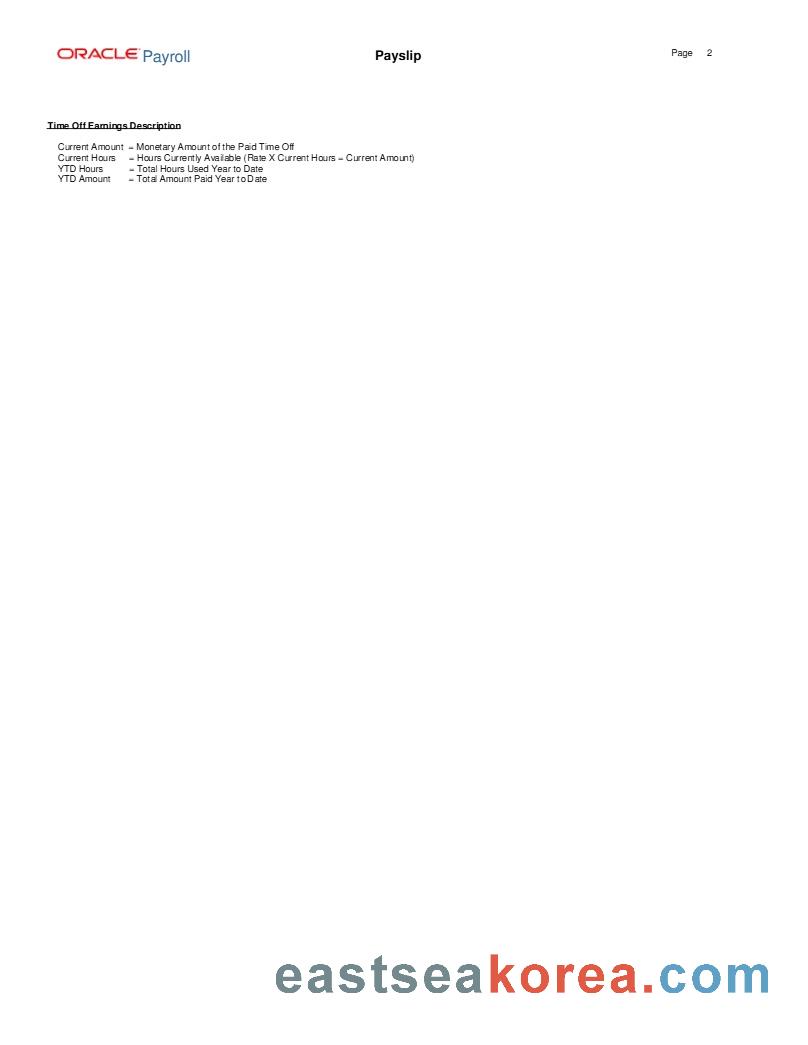 ORACLE Payroll
Payslip
Page 2
Time Off Earnings Description
Current Amount = Monetary Amount of the Paid Time Off
Current Hours = Hours Currently Available (Rate X Current Hours = Current Amount)
YTD Hours = Total Hours Used Year to Date
YTD Amount = Total Amount Paid Year to Date
eastseakorea.com